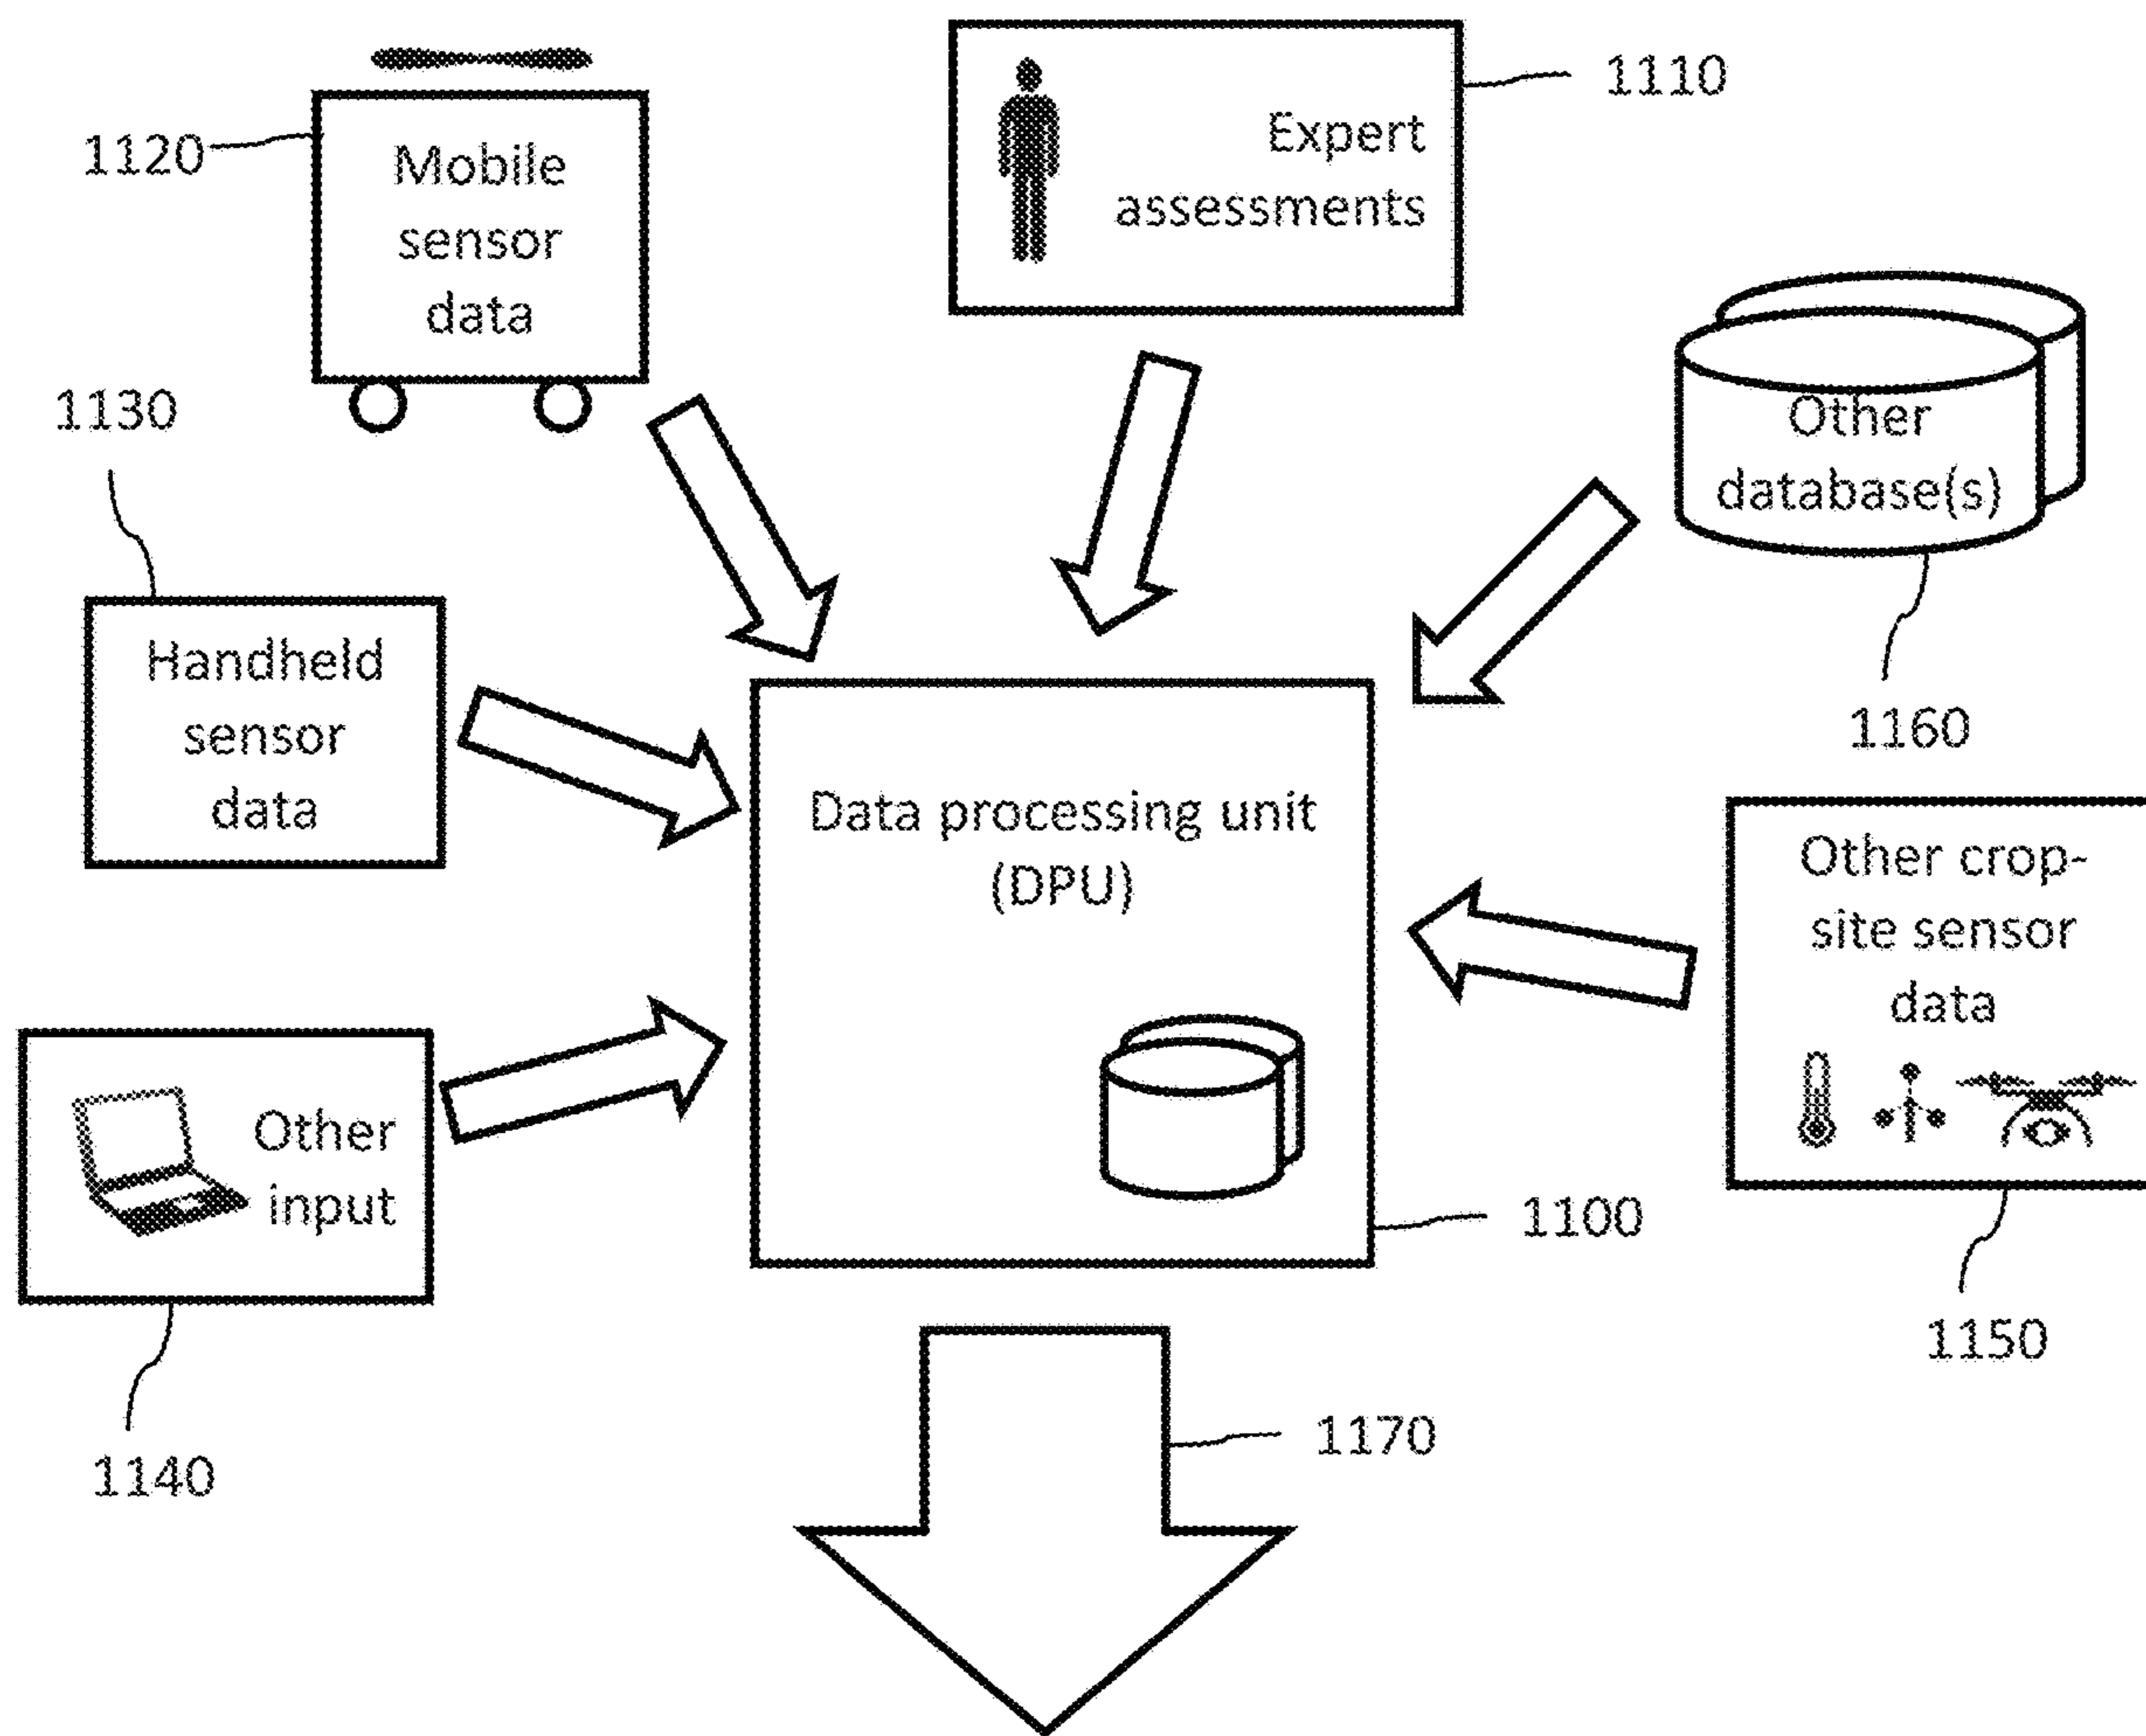 1110
Expert
assessments
1120
Mobile
sensor
data
Other
database(s)
1160
1130
Handheld
sensor
data
Data processing unit
(DPU)
1100
Other crop-
site sensor
data
1150
Other
input
1140
1170